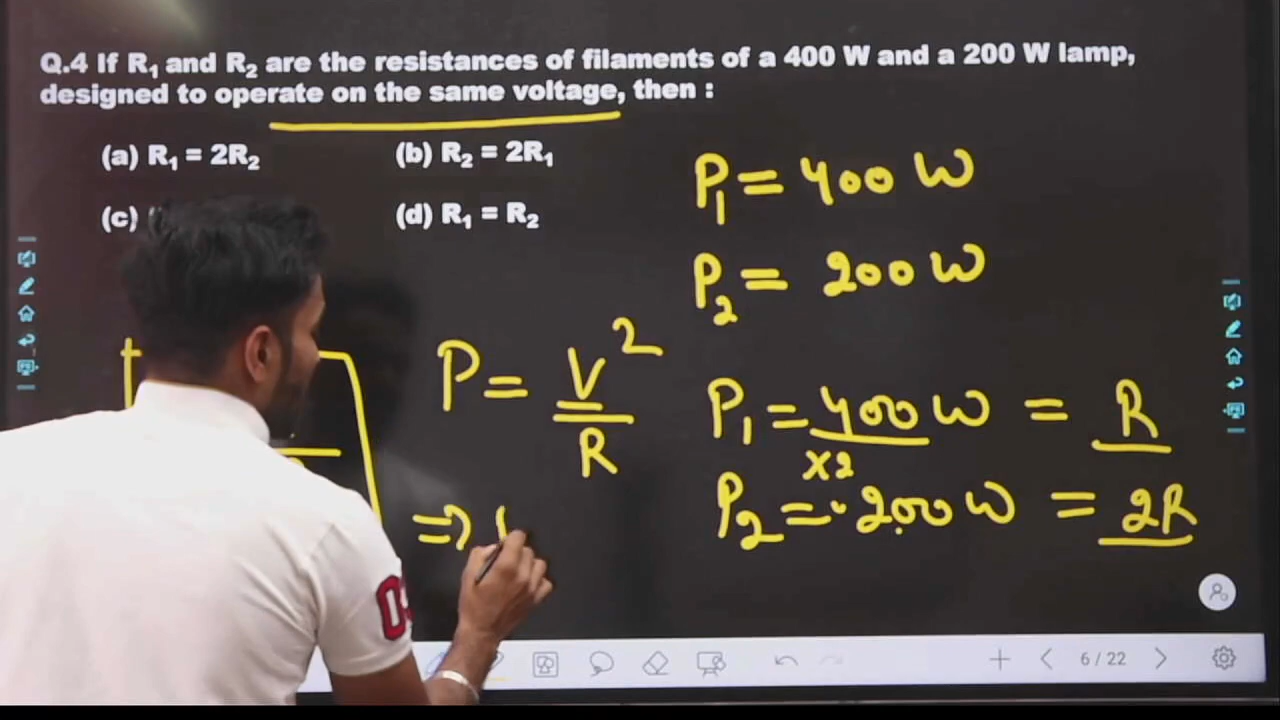 Q.4 If R₁ and R₂ are the resistances of filaments of a 400 W and a 200 W lamp,
designed to operate on the same voltage, then :
(a) R₁ = 2R₂
(b) R₂ = 2R₁
(c)
(d) R₁ = R₂
P₁ = 400 W
P₂ = 200 W
P = V²/R
P₁ = 400 W = R
x2
P₂ = 200 W = 2R
⇒
6 / 22